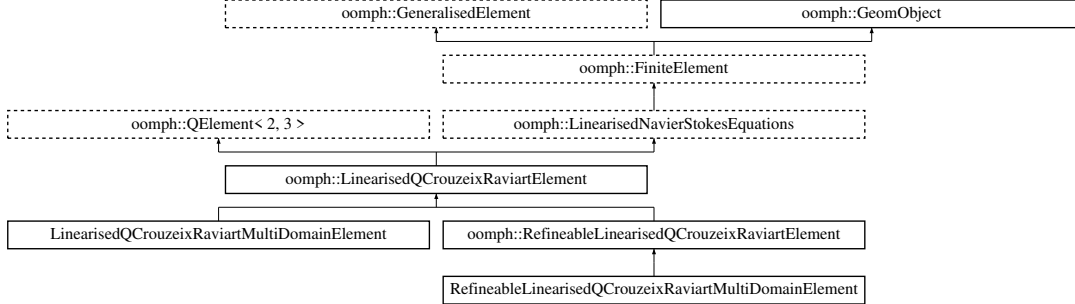 oomph::GeneralisedElement
oomph::GeomObject
oomph::FiniteElement
oomph::QElement< 2, 3 >
oomph::LinearisedNavierStokesEquations
oomph::LinearisedQCrouzeixRaviartElement
LinearisedQCrouzeixRaviartMultiDomainElement
oomph::RefineableLinearisedQCrouzeixRaviartElement
RefineableLinearisedQCrouzeixRaviartMultiDomainElement